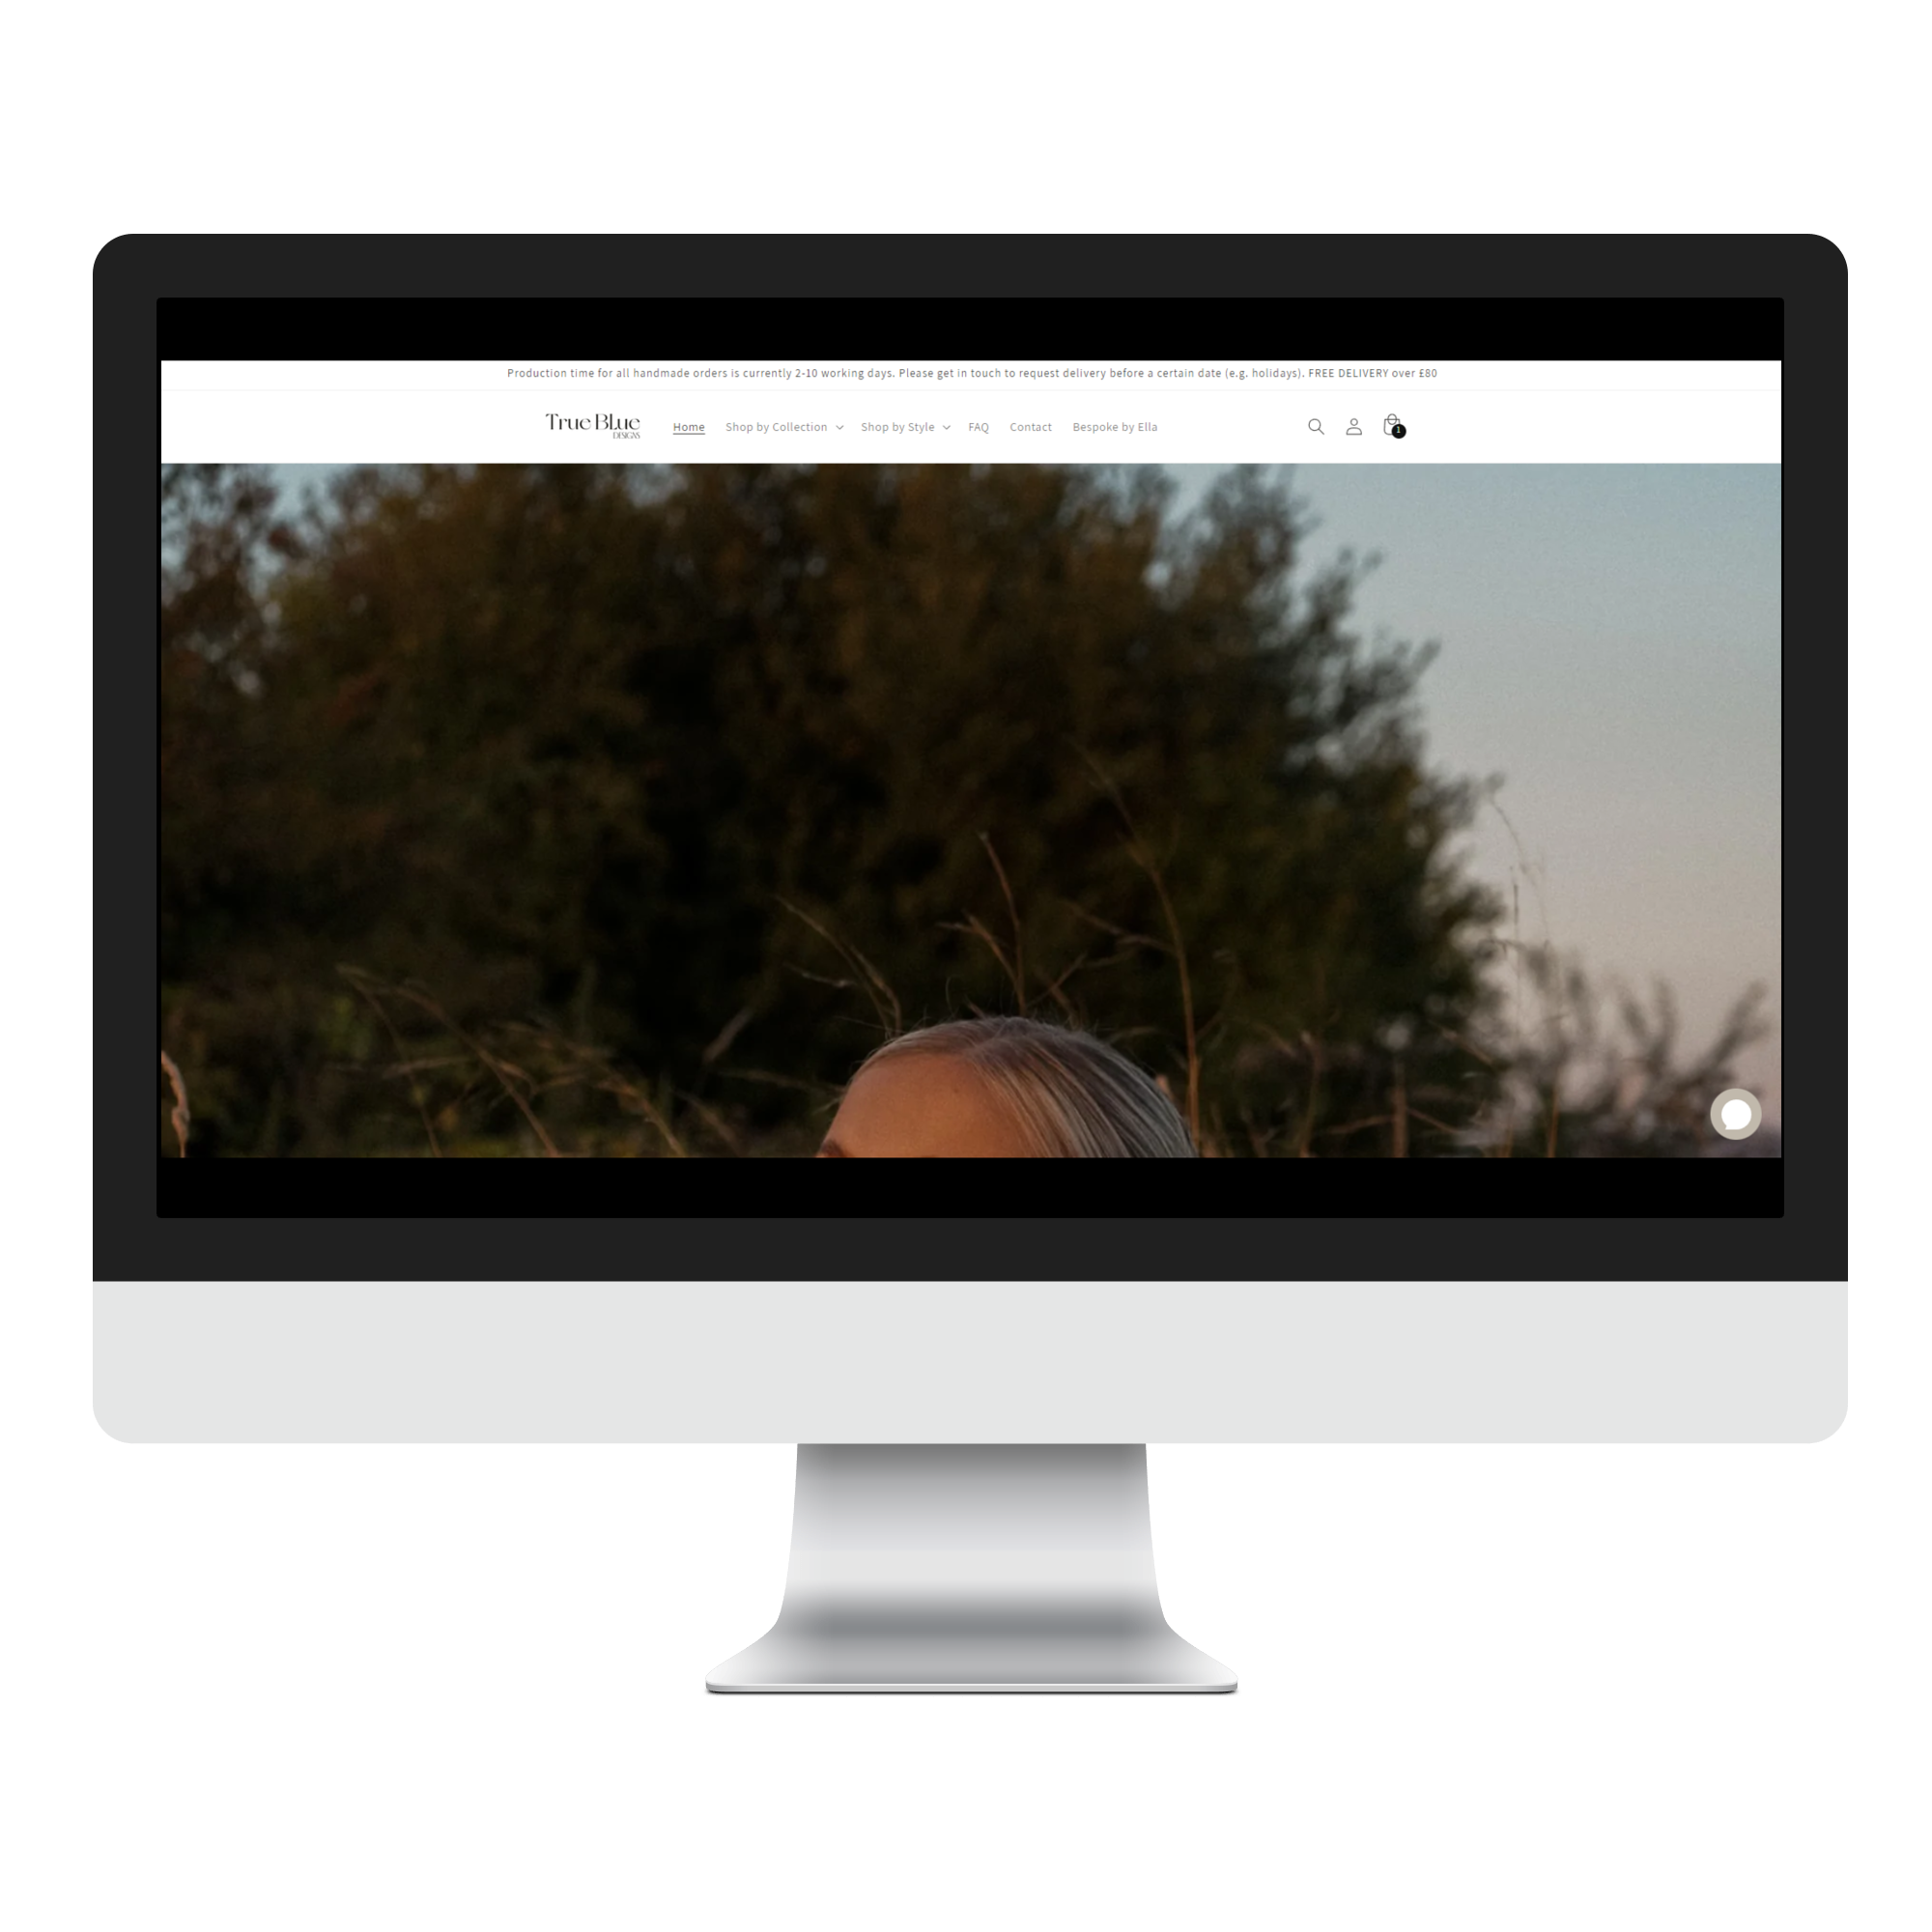 Production time for all handmade orders is currently 2-10 working days. Please get in touch to request delivery before a certain date (e.g. holidays). FREE DELIVERY over £80
True Blue
DESIGNS
Home Shop by Collection Shop by Style FAQ Contact Bespoke by Ella
1